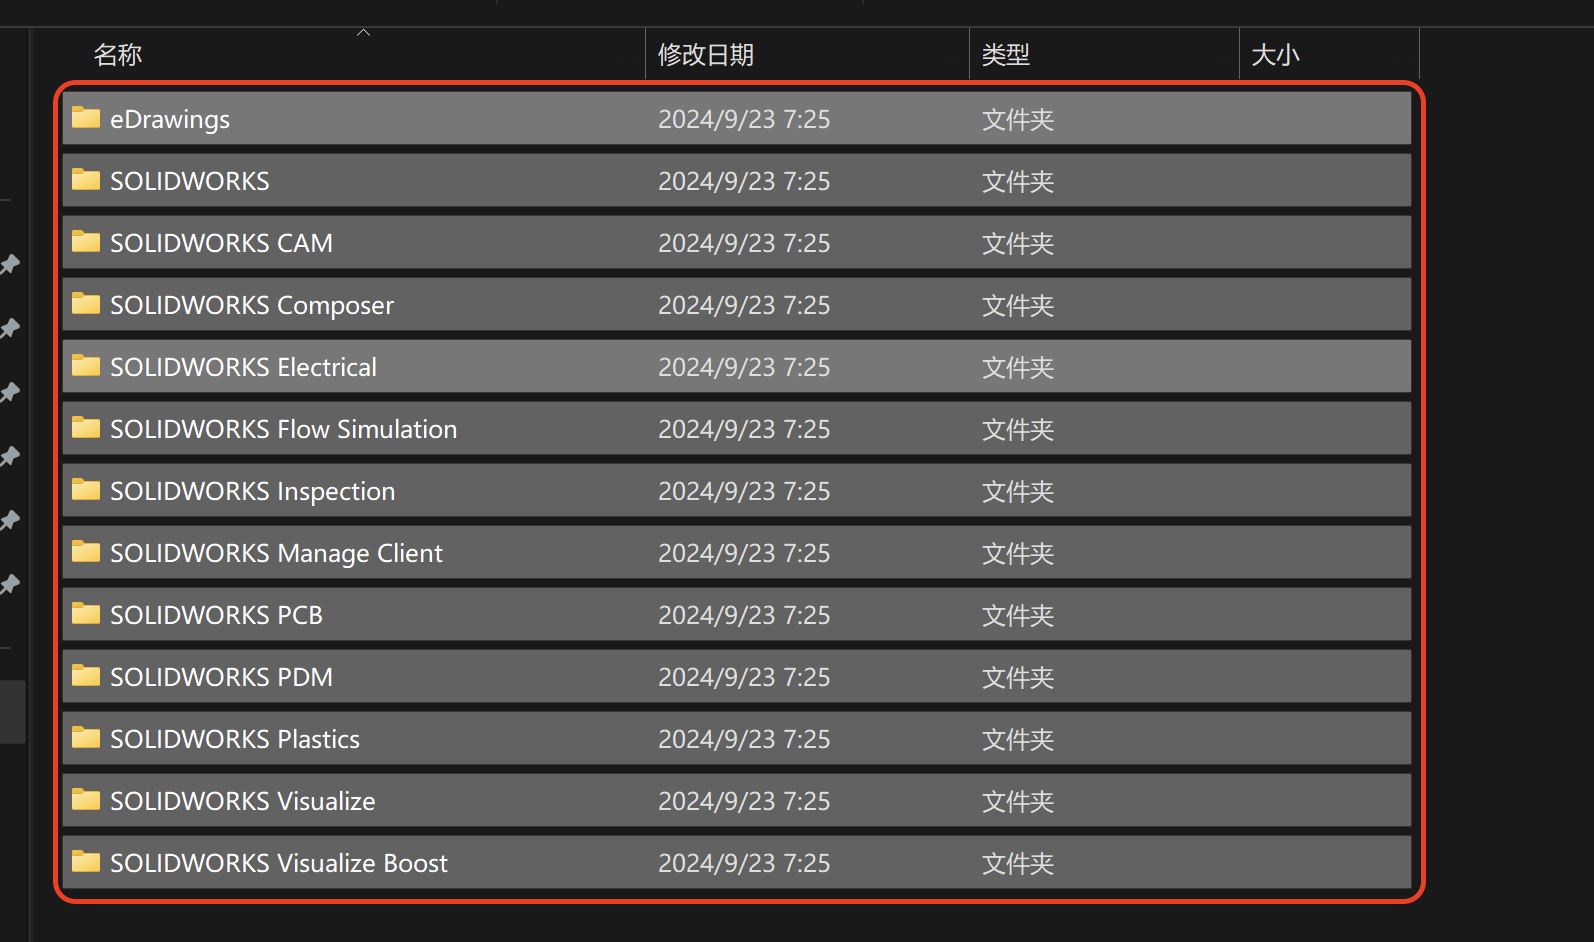 名称 修改日期 类型 大小
eDrawings 2024/9/23 7:25 文件夹
SOLIDWORKS 2024/9/23 7:25 文件夹
SOLIDWORKS CAM 2024/9/23 7:25 文件夹
SOLIDWORKS Composer 2024/9/23 7:25 文件夹
SOLIDWORKS Electrical 2024/9/23 7:25 文件夹
SOLIDWORKS Flow Simulation 2024/9/23 7:25 文件夹
SOLIDWORKS Inspection 2024/9/23 7:25 文件夹
SOLIDWORKS Manage Client 2024/9/23 7:25 文件夹
SOLIDWORKS PCB 2024/9/23 7:25 文件夹
SOLIDWORKS PDM 2024/9/23 7:25 文件夹
SOLIDWORKS Plastics 2024/9/23 7:25 文件夹
SOLIDWORKS Visualize 2024/9/23 7:25 文件夹
SOLIDWORKS Visualize Boost 2024/9/23 7:25 文件夹